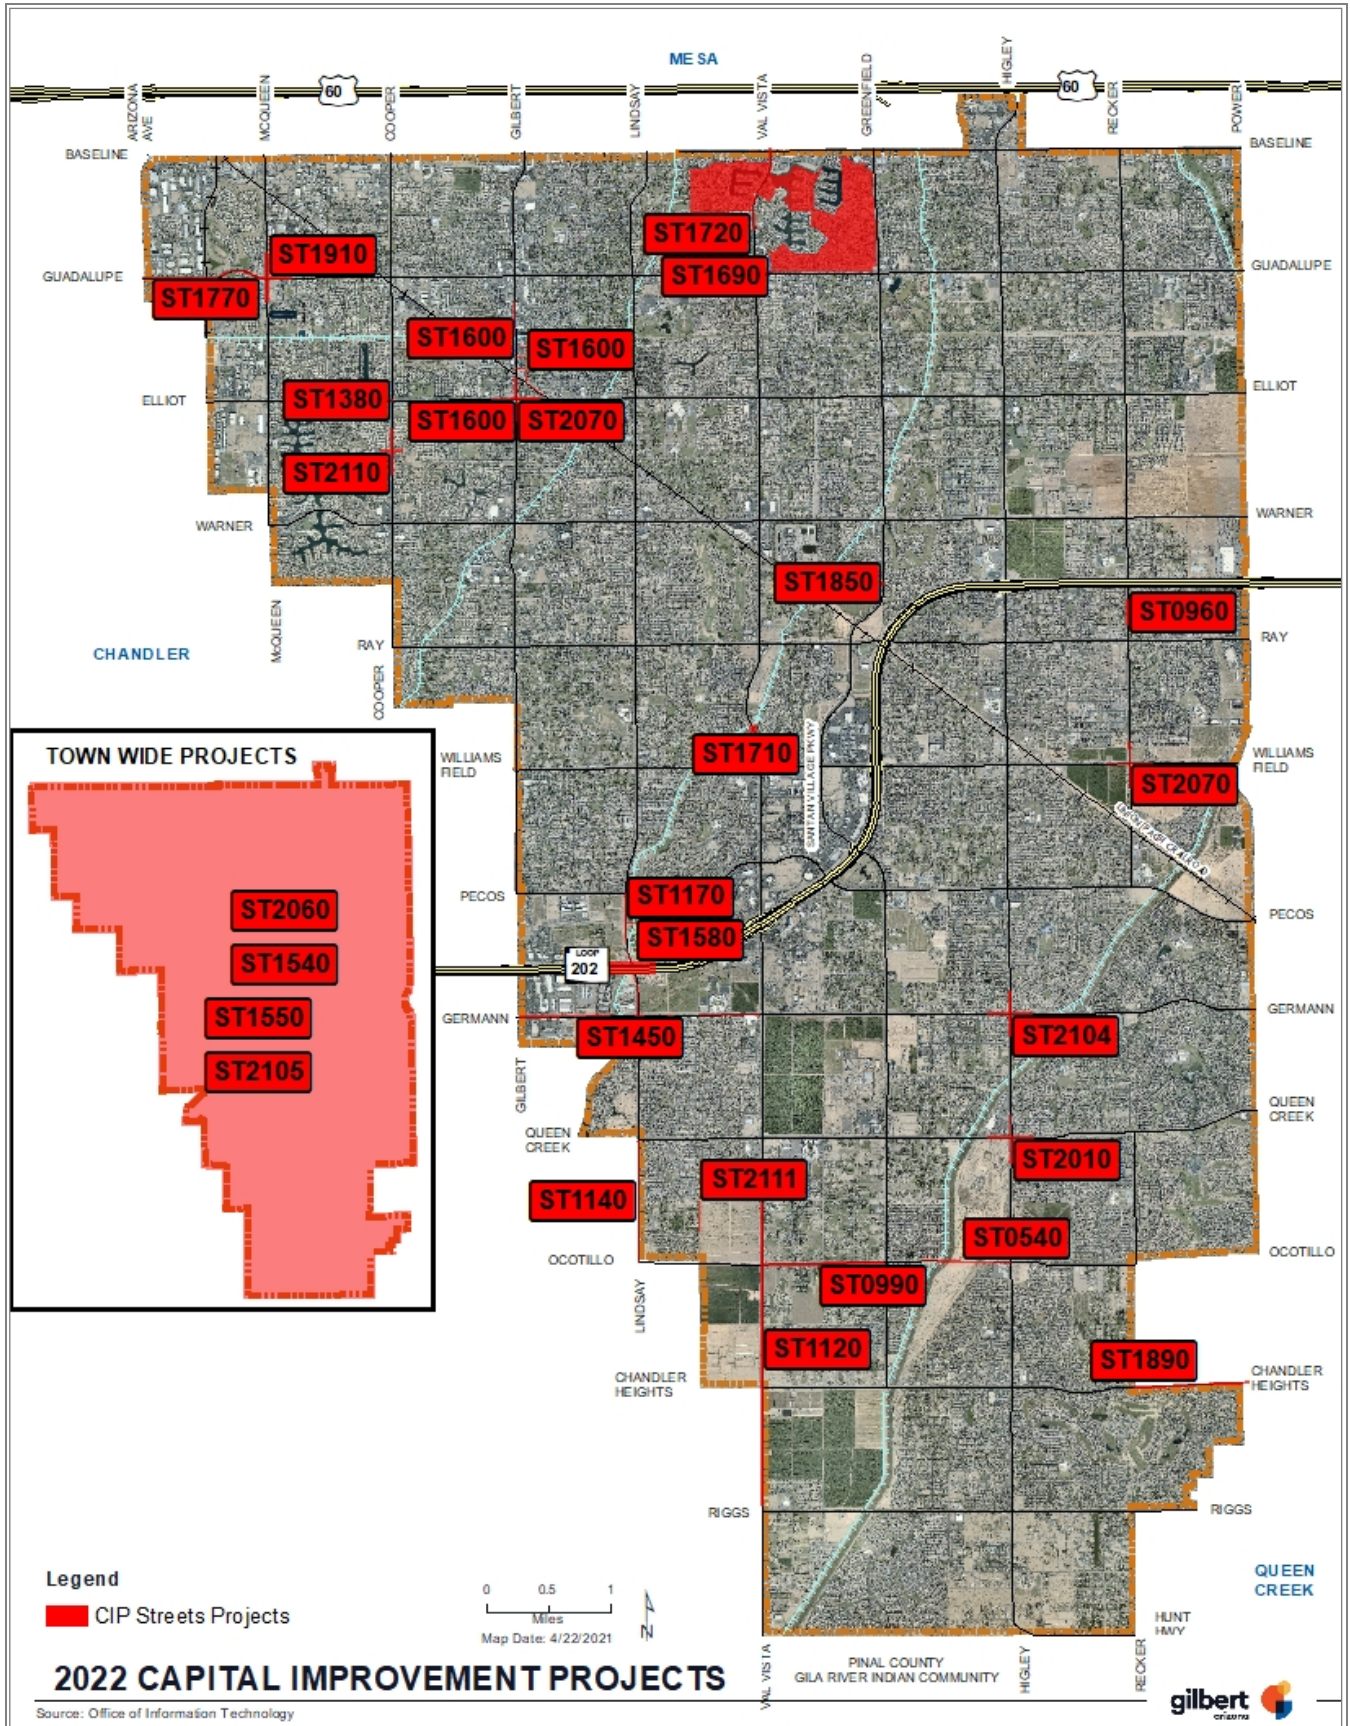 MESA
60
60
ARIZONA AVE
MCQUEEN
COOPER
GILBERT
LINDSAY
VAL VISTA
GREENFIELD
HIGLEY
RECKER
POWER
BASELINE
BASELINE
ST1720
ST1910
GUADALUPE
ST1690
GUADALUPE
ST1770
ST1600
ST1600
ELLIOT
ST1380
ELLIOT
ST1600
ST2070
ST2110
WARNER
WARNER
ST1850
ST0960
McQUEEN
RAY
RAY
CHANDLER
COOPER
WILLIAMS FIELD
ST1710
SANTAN VILLAGE PKWY
WILLIAMS FIELD
ST2070
TOWN WIDE PROJECTS
PECOS
ST1170
PECOS
ST2060
ST1580
ST1540
LOOP
202
ST1550
GERMANN
GERMANN
ST1450
ST2104
ST2105
GILBERT
QUEEN CREEK
QUEEN CREEK
ST2010
ST2111
ST1140
ST0540
OCOTILLO
OCOTILLO
ST0990
LINDSAY
ST1120
ST1890
CHANDLER HEIGHTS
CHANDLER HEIGHTS
RIGGS
RIGGS
Legend
CIP Streets Projects
0 0.5 1
Miles
Map Date: 4/22/2021
N
QUEEN CREEK
HUNT HWY
VAL VISTA
PINAL COUNTY
GILA RIVER INDIAN COMMUNITY
HIGLEY
RECKER
2022 CAPITAL IMPROVEMENT PROJECTS
gilbert
arizona
Source: Office of Information Technology